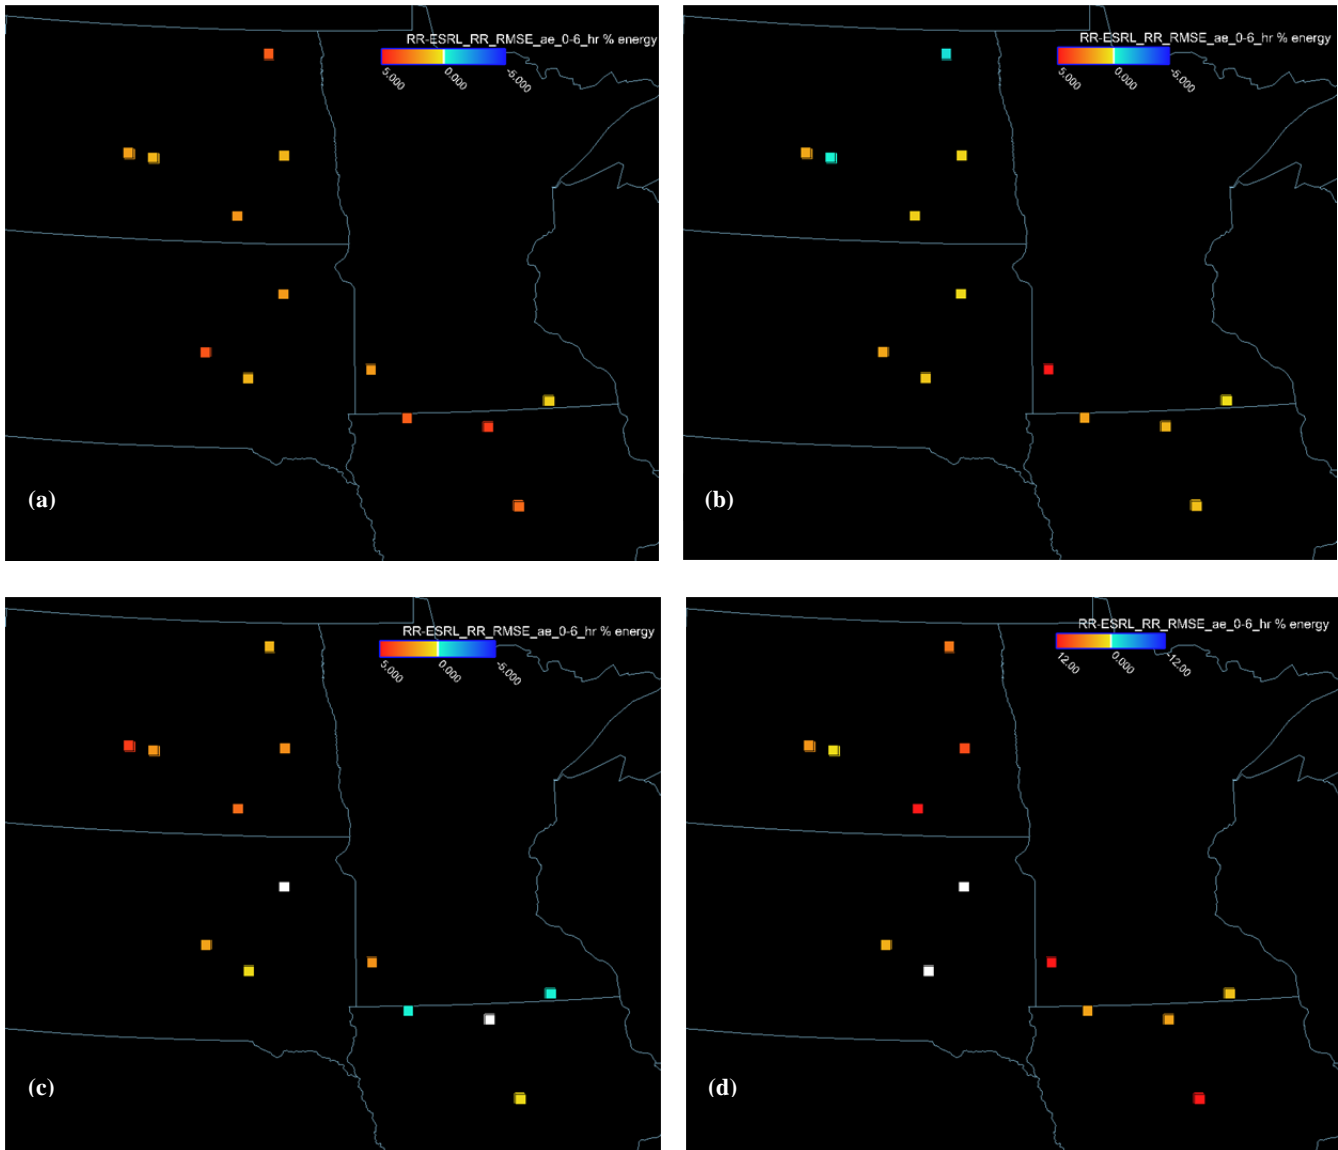 RR-ESRL_RR_RMSE_ae_0-6_hr % energy
5.000 0.000 -5.000
(a)
RR-ESRL_RR_RMSE_ae_0-6_hr % energy
5.000 0.000 -5.000
(b)
RR-ESRL_RR_RMSE_ae_0-6_hr % energy
5.000 0.000 -5.000
(c)
RR-ESRL_RR_RMSE_ae_0-6_hr % energy
12.00 0.000 -12.00
(d)